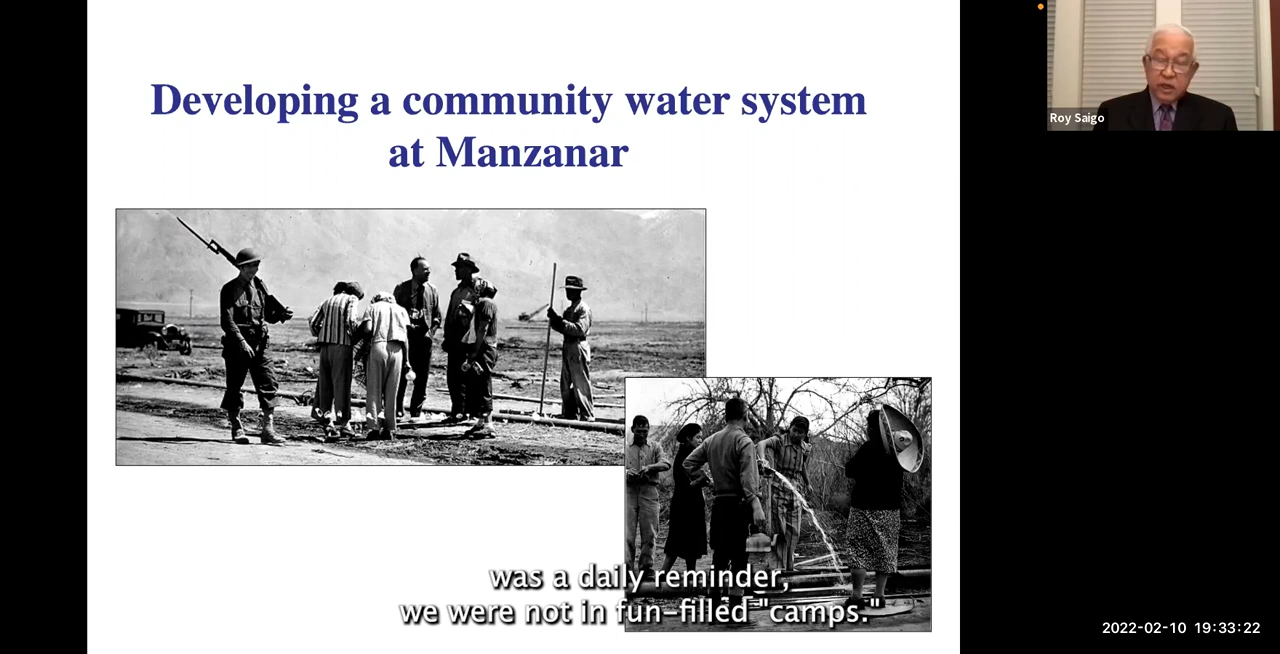 Developing a community water system
at Manzanar
Roy Saigo
was a daily reminder,
we were not in fun-filled "camps."
2022-02-10 19:33:22